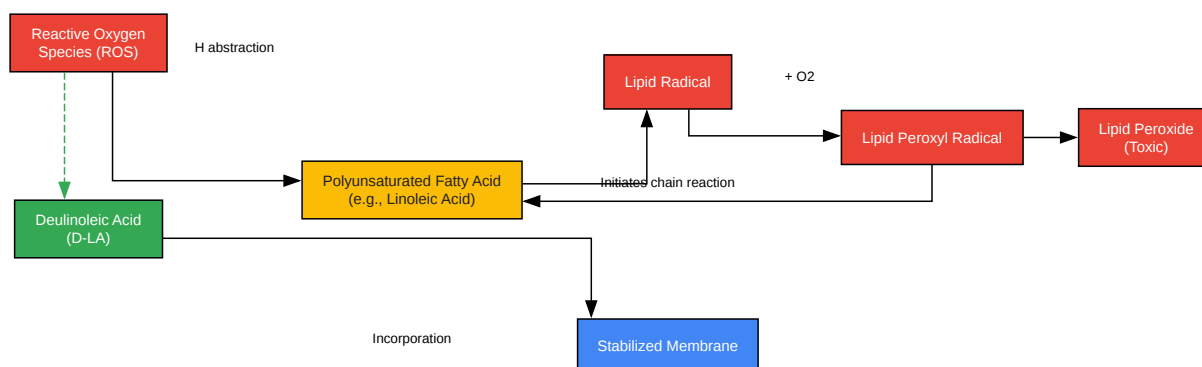 Reactive Oxygen
Species (ROS)
H abstraction
Lipid Radical
+ O2
Lipid Peroxyl Radical
Lipid Peroxide
(Toxic)
Polyunsaturated Fatty Acid
(e.g., Linoleic Acid)
Initiates chain reaction
Deulinoleic Acid
(D-LA)
Incorporation
Stabilized Membrane